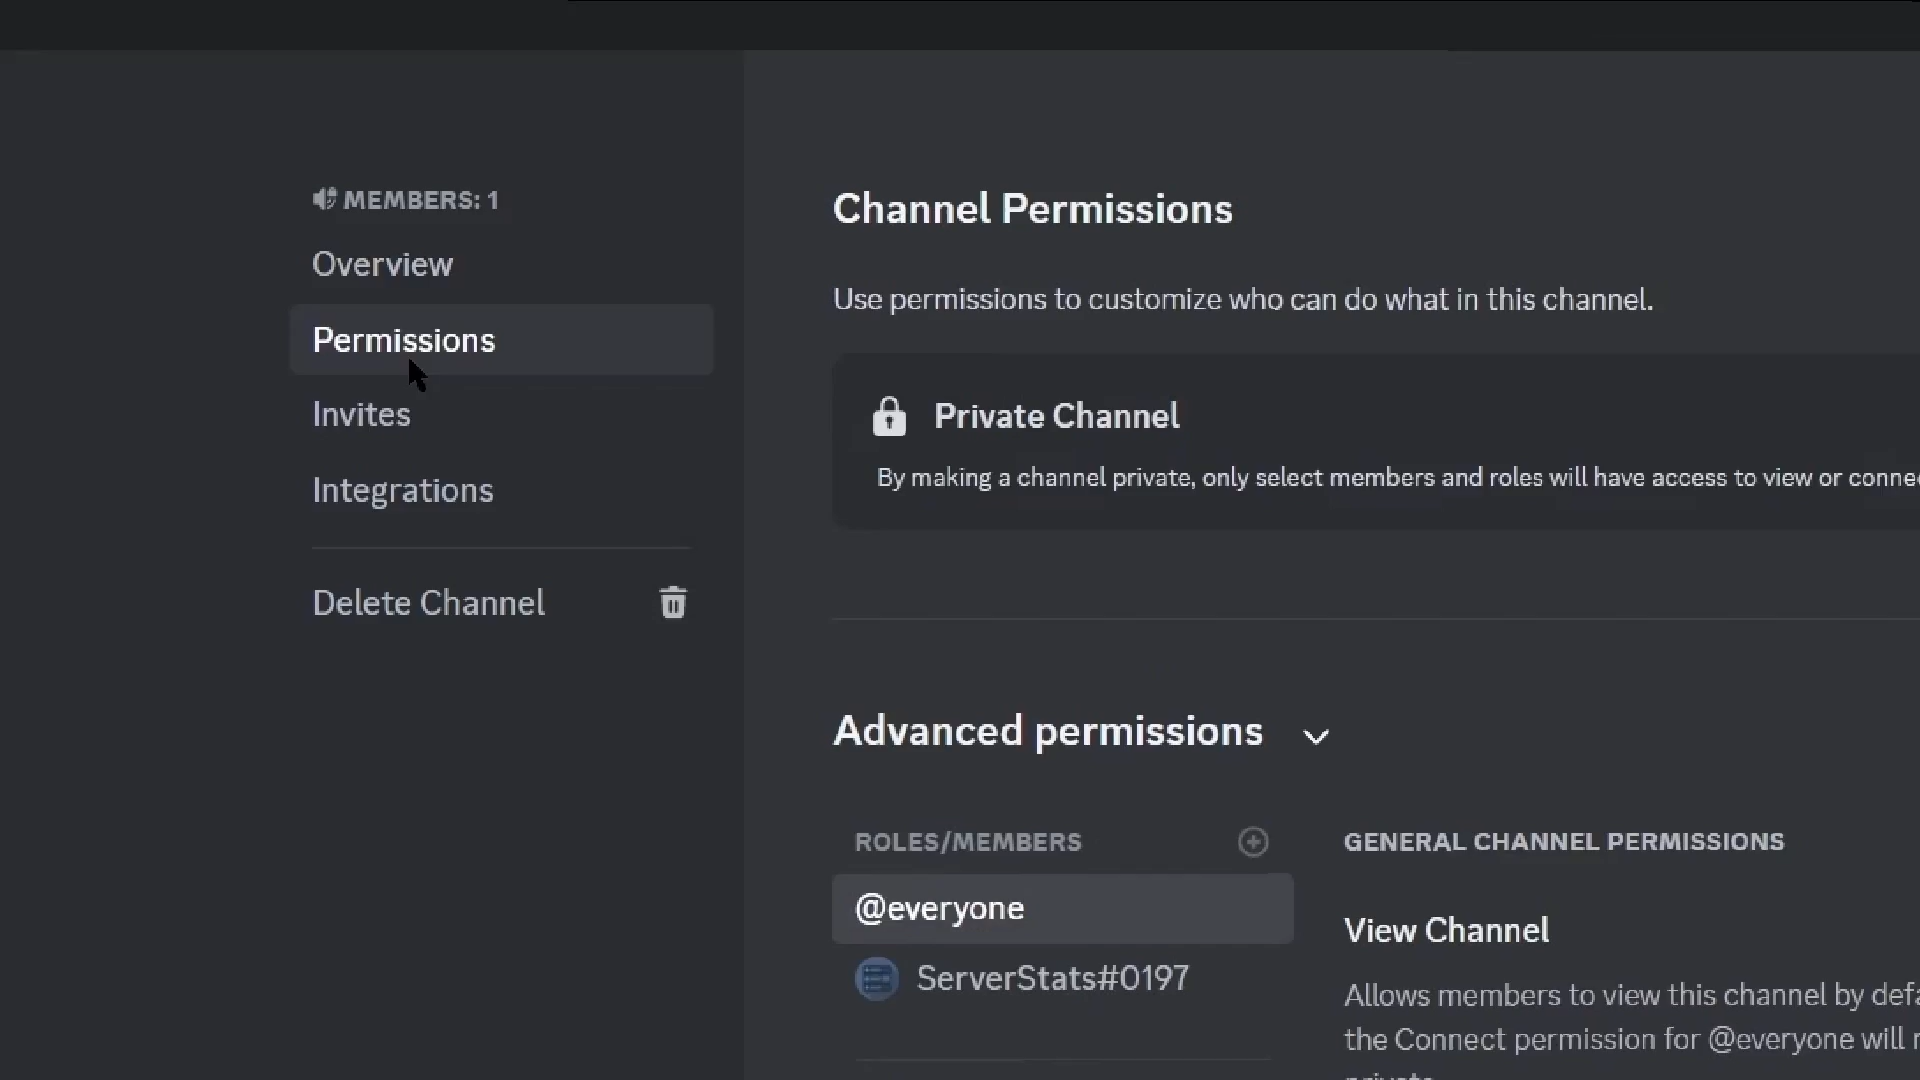 MEMBERS: 1
Overview
Permissions
Invites
Integrations
Delete Channel
Channel Permissions
Use permissions to customize who can do what in this channel.
Private Channel
By making a channel private, only select members and roles will have access to view or
Advanced permissions
ROLES/MEMBERS
@everyone
ServerStats#0197
GENERAL CHANNEL PERMISSIONS
View Channel
Allows members to view this channel by
the Connect permission for @everyone will